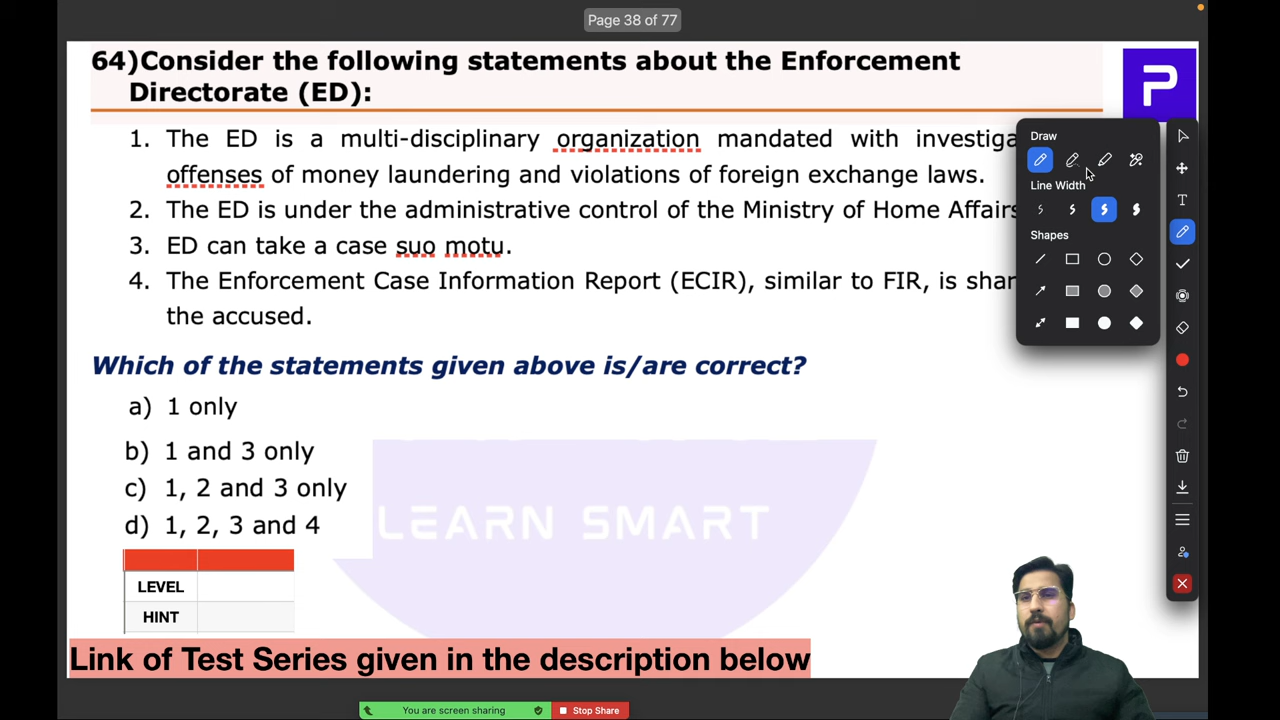 Page 38 of 77
64)Consider the following statements about the Enforcement
Directorate (ED):
P
1. The ED is a multi-disciplinary organization mandated with
offenses of money laundering and violations of foreign exchange laws.
2. The ED is under the administrative control of the Ministry of Home Affairs
3. ED can take a case suo motu.
4. The Enforcement Case Information Report (ECIR), similar to FIR, is
the accused.
Which of the statements given above is/are correct?
a) 1 only
b) 1 and 3 only
c) 1, 2 and 3 only
d) 1, 2, 3 and 4
LEARN SMART
LEVEL
HINT
Link of Test Series given in the description below
Draw
Line Width
Shapes
T
You are screen sharing
Stop Share